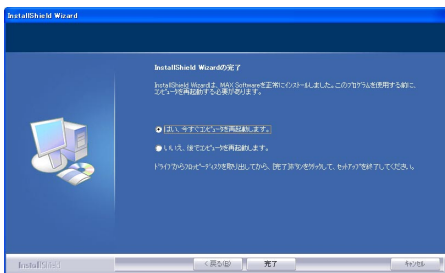 InstallShield Wizard
InstallShield Wizardの完了
InstallShield Wizardは、MAX Softwareを正常にインストールしました。このプログラムを使用する前に、
コンピュータを再起動する必要があります。
はい、今すぐコンピュータを再起動します。
いいえ、後でコンピュータを再起動します。
ドライブからフロッピーディスクを取り出してから、[完了]ボタンをクリックして、セットアップを終了してください。
InstallShield
< 戻る(B)
完了
キャンセル